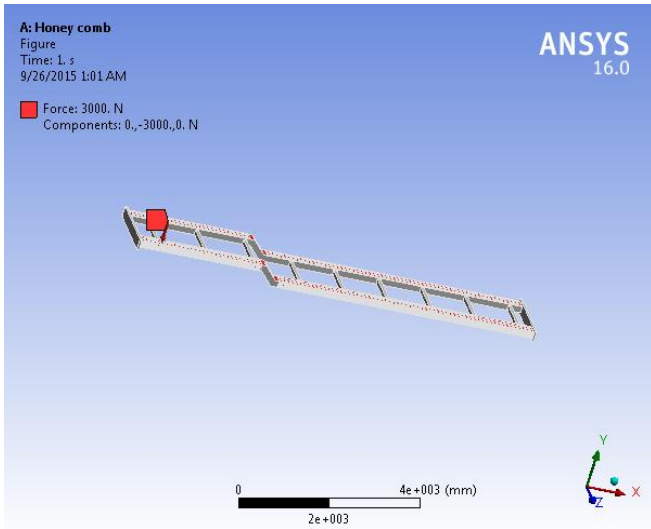 A: Honey comb
Figure
Time: 1. s
9/26/2015 1:01 AM
Force: 3000. N
Components: 0.,-3000.,0. N
ANSYS
16.0
Y
X
Z
0
4e+003 (mm)
2e+003